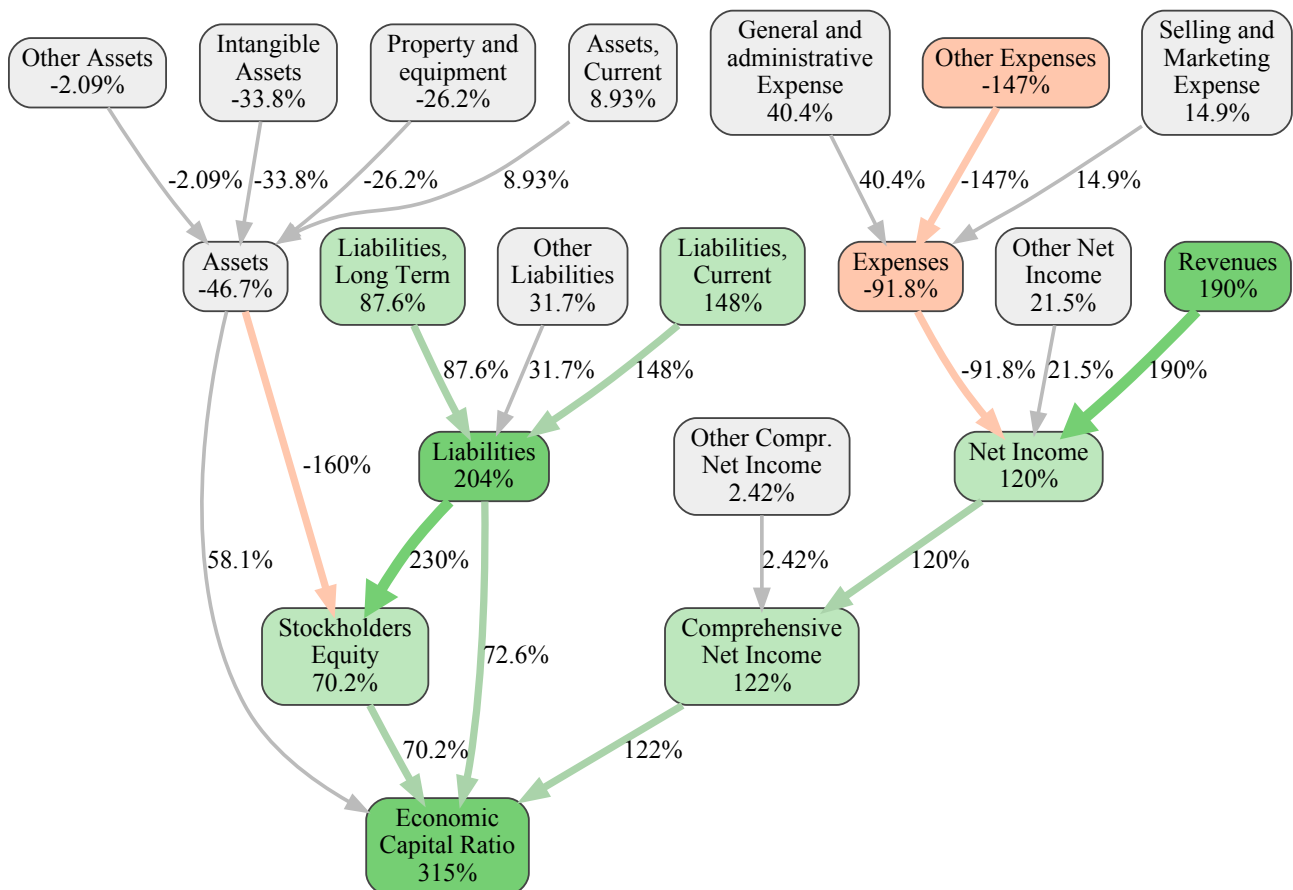 Other Assets
-2.09%
Intangible
Assets
-33.8%
Property and
equipment
-26.2%
Assets,
Current
8.93%
General and
administrative
Expense
40.4%
Other Expenses
-147%
Selling and
Marketing
Expense
14.9%
-2.09%
-33.8%
-26.2%
8.93%
40.4%
-147%
14.9%
Assets
-46.7%
Liabilities,
Long Term
87.6%
Other
Liabilities
31.7%
Liabilities,
Current
148%
Expenses
-91.8%
Other Net
Income
21.5%
Revenues
190%
87.6%
31.7%
148%
-91.8%
21.5%
190%
-160%
Liabilities
204%
Other Compr.
Net Income
2.42%
Net Income
120%
58.1%
230%
2.42%
120%
Stockholders
Equity
70.2%
72.6%
Comprehensive
Net Income
122%
70.2%
122%
Economic
Capital Ratio
315%